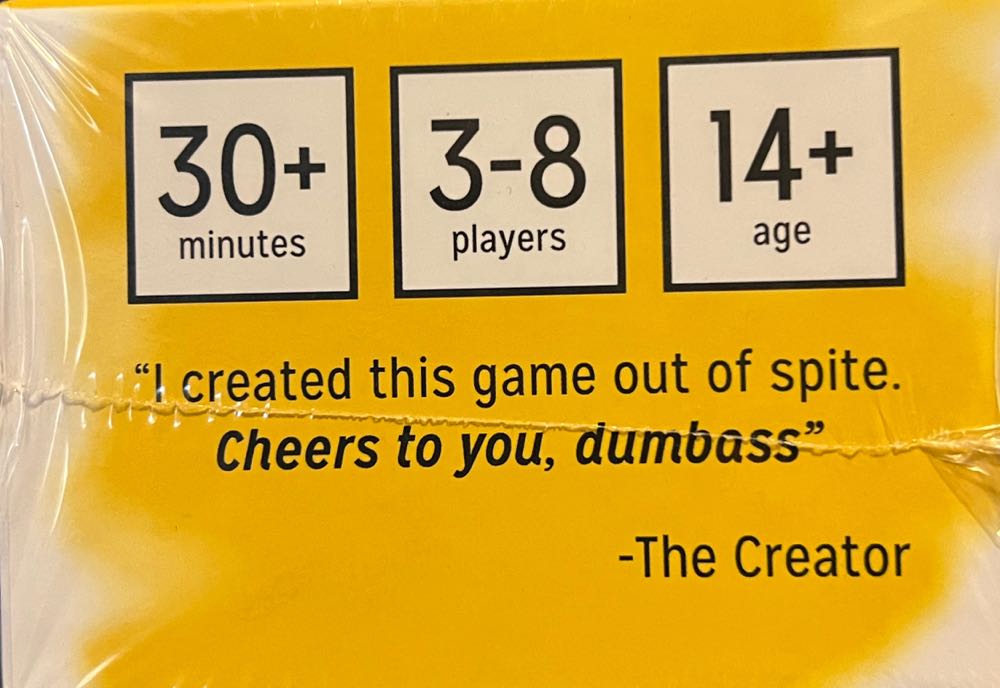 30+ 3-8 14+
minutes players age
“I created this game out of spite.
Cheers to you, dumbass”
-The Creator